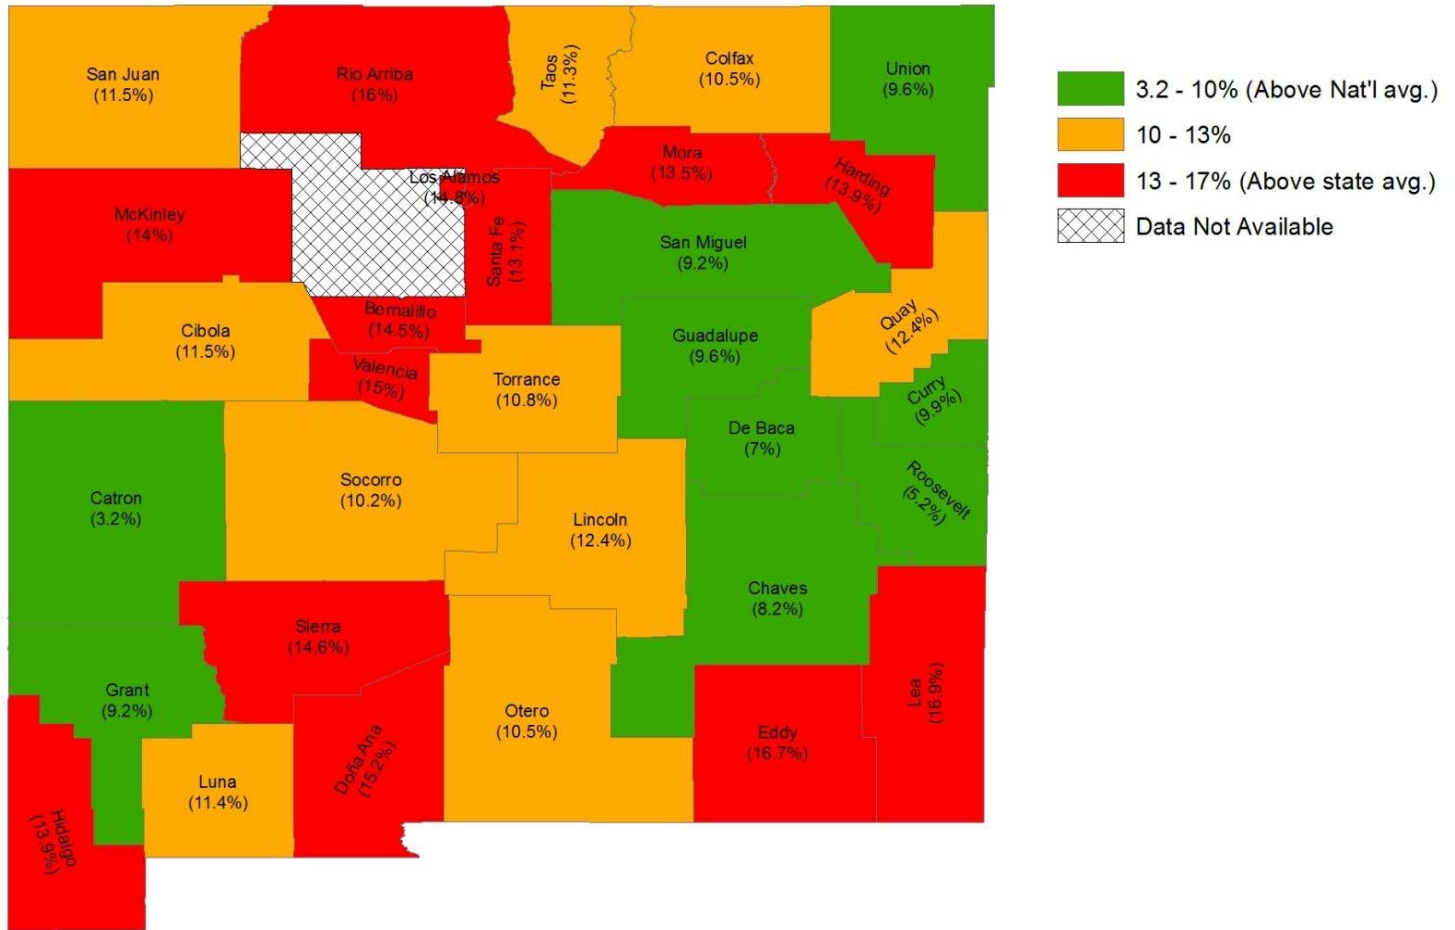 San Juan
(11.5%)
Rio Arriba
(16%)
Taos
(11.3%)
Colfax
(10.5%)
Union
(9.6%)
3.2 - 10% (Above Nat'l avg.)
10 - 13%
13 - 17% (Above state avg.)
Data Not Available
McKinley
(14%)
Los Alamos
(14.8%)
Santa Fe
(13.1%)
Mora
(13.5%)
Harding
(13.9%)
San Miguel
(9.2%)
Cibola
(11.5%)
Bernalillo
(14.5%)
Valencia
(15%)
Torrance
(10.8%)
Guadalupe
(9.6%)
Quay
(12.4%)
Curry
(9.9%)
De Baca
(7%)
Roosevelt
(5.2%)
Catron
(3.2%)
Socorro
(10.2%)
Lincoln
(12.4%)
Chaves
(8.2%)
Sierra
(14.6%)
Grant
(9.2%)
Luna
(11.4%)
Doña Ana
(15.2%)
Otero
(10.5%)
Eddy
(16.7%)
Lea
(16.9%)
Hidalgo
(13.9%)